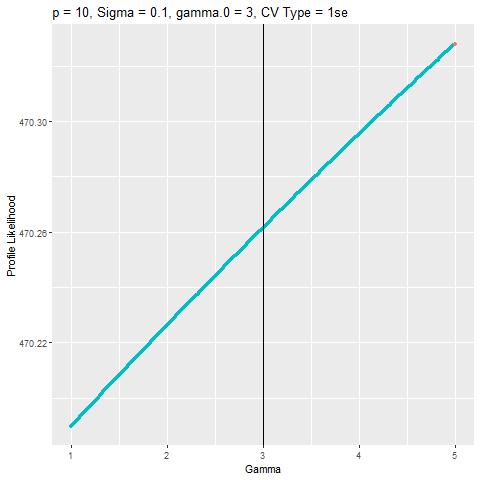 p = 10, Sigma = 0.1, gamma.0 = 3, CV Type = 1se
470.30
470.26
470.22
Profile Likelihood
1 2 3 4 5
Gamma